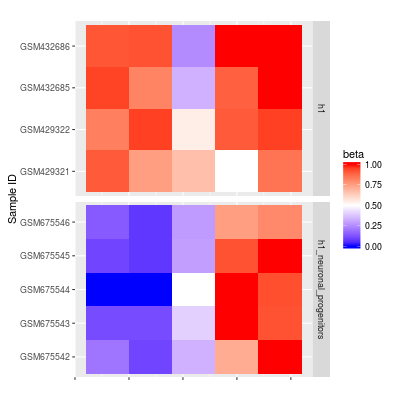 GSM432686
GSM432685
GSM429322
GSM429321
h1
GSM675546
GSM675545
GSM675544
GSM675543
GSM675542
h1_neuronal_progenitors
Sample ID
beta
1.00
0.75
0.50
0.25
0.00